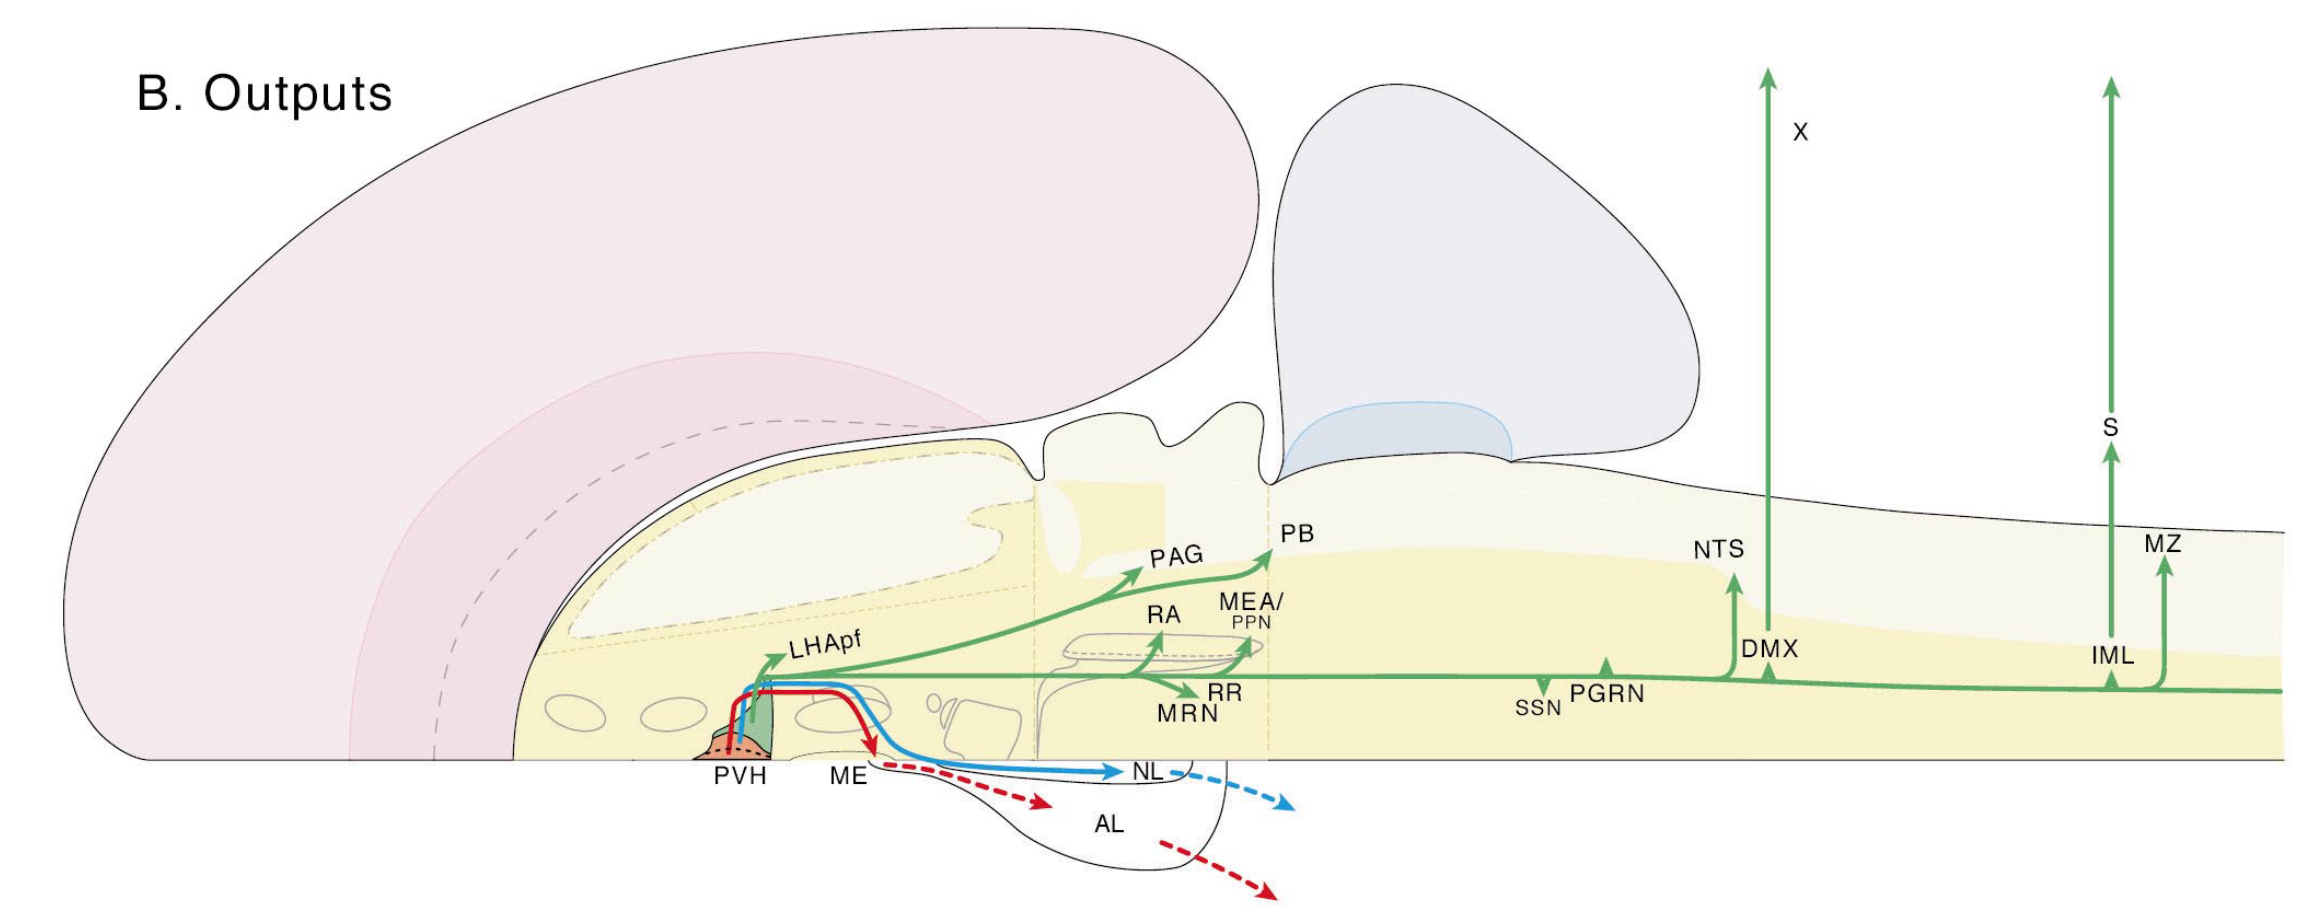 B. Outputs
X
S
PB
PAG
NTS
MZ
MEA/
PPN
RA
LHApf
DMX
IML
RR
MRN
SSN
PGRN
PVH
ME
NL
AL